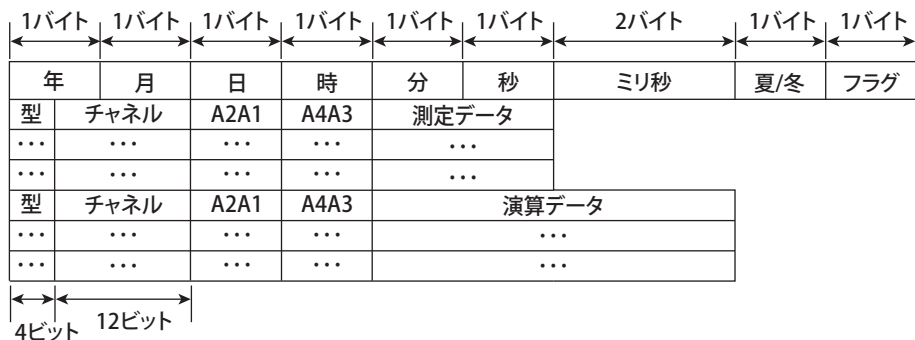 1バイト 1バイト 1バイト 1バイト 1バイト 1バイト 2バイト 1バイト 1バイト
年 月 日 時 分 秒 ミリ秒 夏/冬 フラグ
型 チャネル A2A1 A4A3 測定データ
… … … … …
… … … … …
型 チャネル A2A1 A4A3 演算データ
… … … … …
… … … … …
4ビット 12ビット